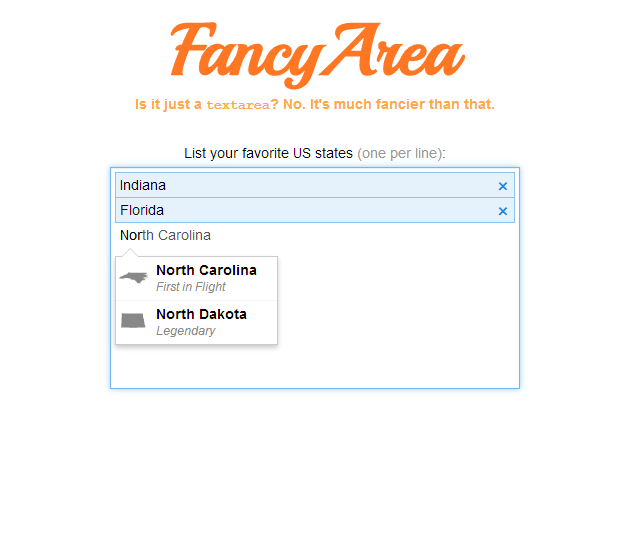 FancyArea
Is it just a textarea? No. It's much fancier than that.
List your favorite US states (one per line):
Indiana ×
Florida ×
North Carolina
North Carolina
First in Flight
North Dakota
Legendary